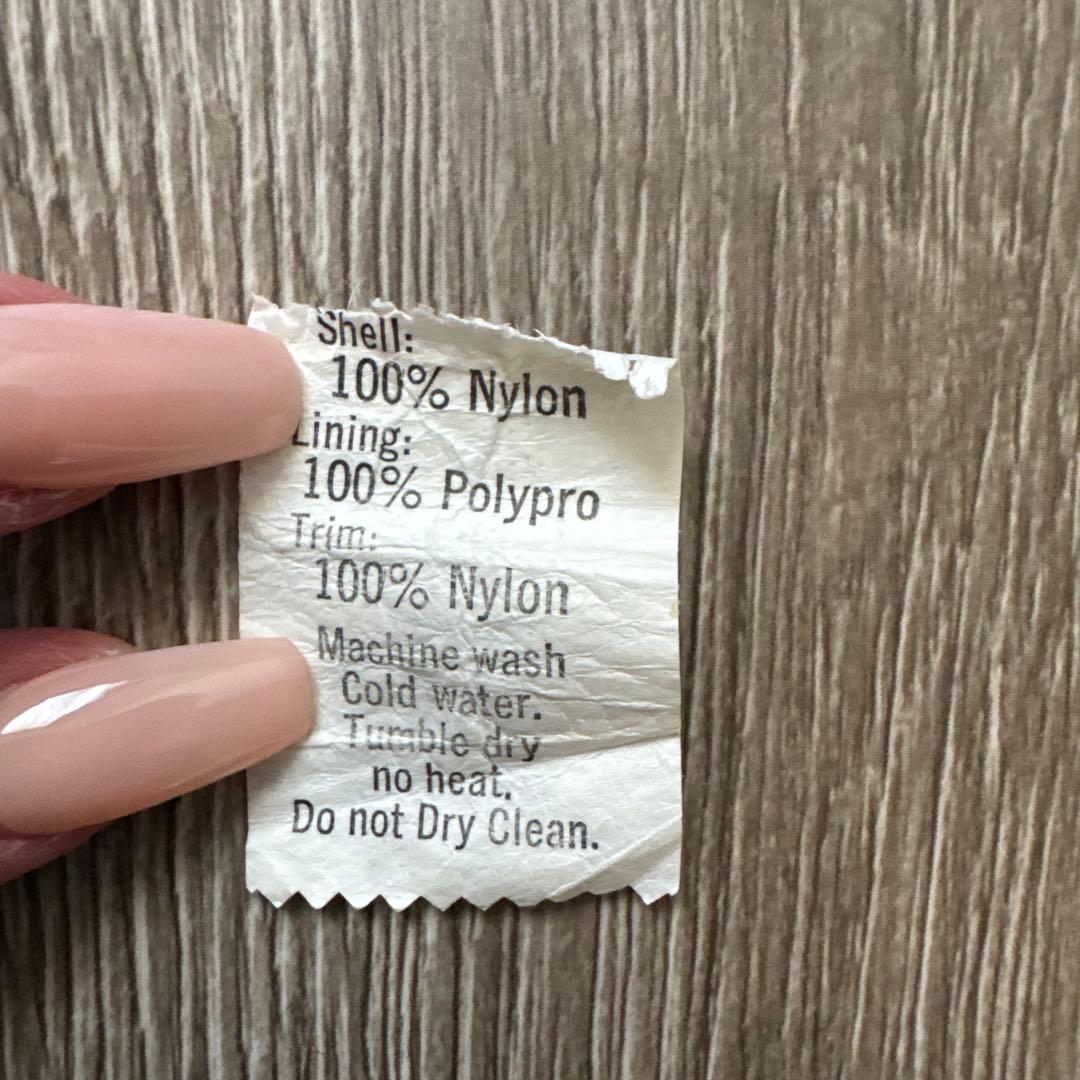 Shell:
100% Nylon
Lining:
100% Polypro
Trim:
100% Nylon
Machine wash
Cold water.
Tumble dry
no heat.
Do not Dry Clean.